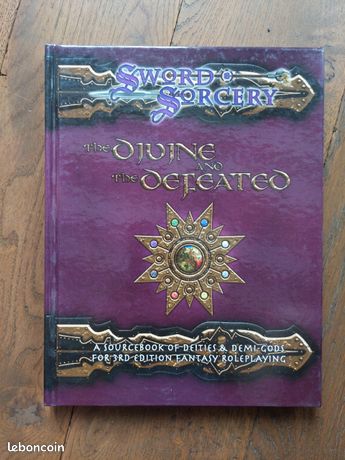 Sword & Sorcery
The Divine and
The Defeated
A Sourcebook of Deities & Demi-Gods
for 3rd Edition Fantasy Roleplaying
leboncoin